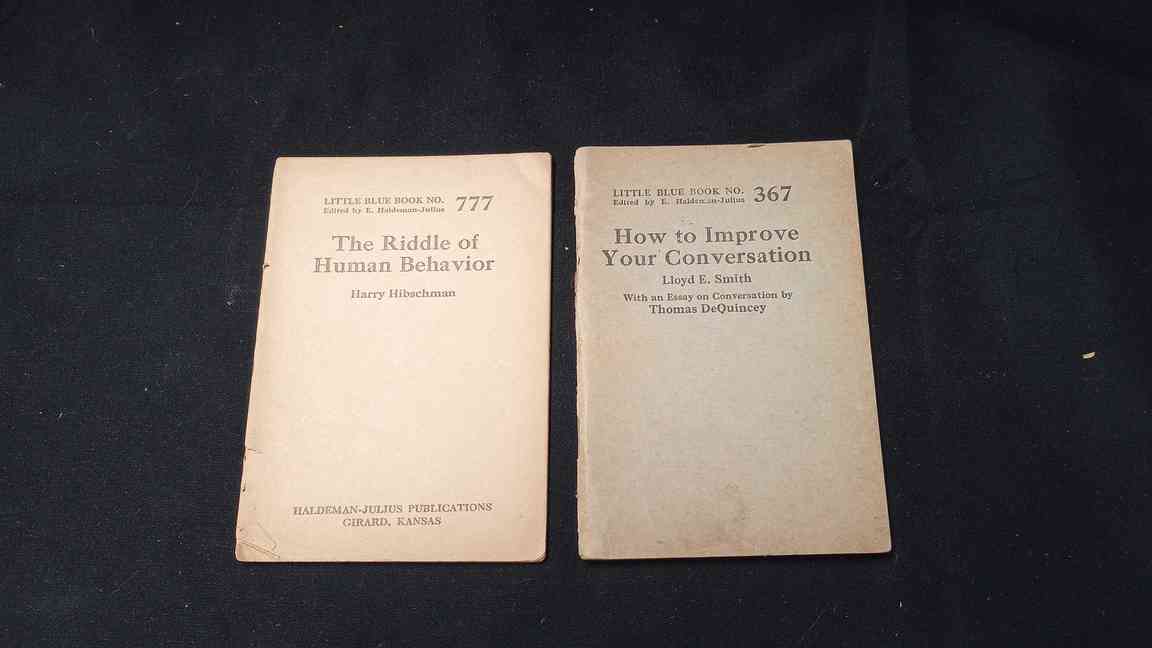 LITTLE BLUE BOOK NO. 777
Edited by E. Haldeman-Julius
The Riddle of
Human Behavior
Harry Hibschman
HALDEMAN-JULIUS PUBLICATIONS
GIRARD, KANSAS
LITTLE BLUE BOOK NO. 367
Edited by E. Haldeman-Julius
How to Improve
Your Conversation
Lloyd E. Smith
With an Essay on Conversation by
Thomas DeQuincey